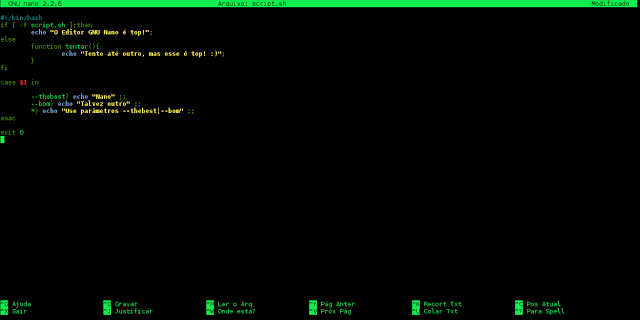 GNU nano 2.2.6 Arquivo: script.sh Modificado
#!/bin/bash
if [ -f script.sh ];then
echo "O Editor GNU Nano é top!";
else
function tentar(){
echo "Tente até outro, mas esse é top! :)";
}
fi
case $1 in
--thebest) echo "Nano" ;;
--bom) echo "Talvez outro" ;;
*) echo "Use parâmetros --thebest|--bom" ;;
esac
exit 0
^G Ajuda ^O Gravar ^R Ler o Arq ^Y Pág Anter ^K Recort Txt ^C Pos Atual
^X Sair ^J Justificar ^W Onde está? ^V Próx Pág ^U Colar Txt ^T Para Spell